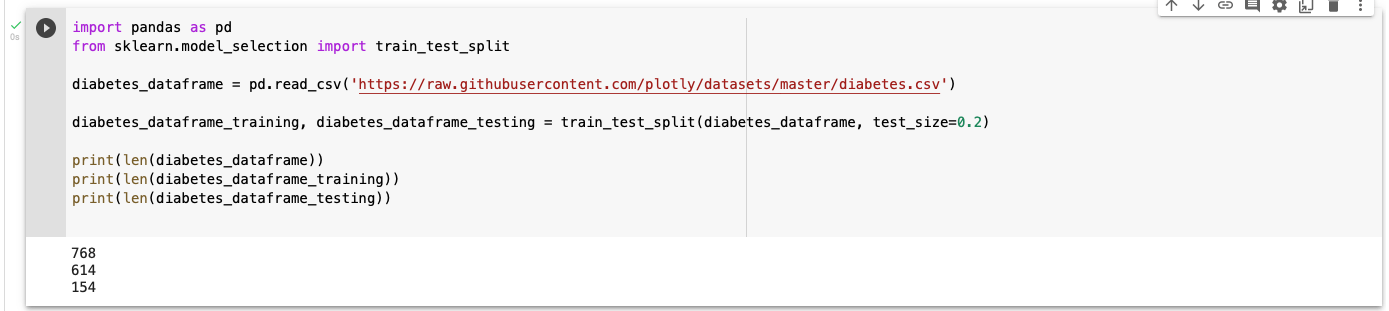 import pandas as pd
from sklearn.model_selection import train_test_split
diabetes_dataframe = pd.read_csv('https://raw.githubusercontent.com/plotly/datasets/master/diabetes.csv')
diabetes_dataframe_training, diabetes_dataframe_testing = train_test_split(diabetes_dataframe, test_size=0.2)
print(len(diabetes_dataframe))
print(len(diabetes_dataframe_training))
print(len(diabetes_dataframe_testing))
0s
768
614
154